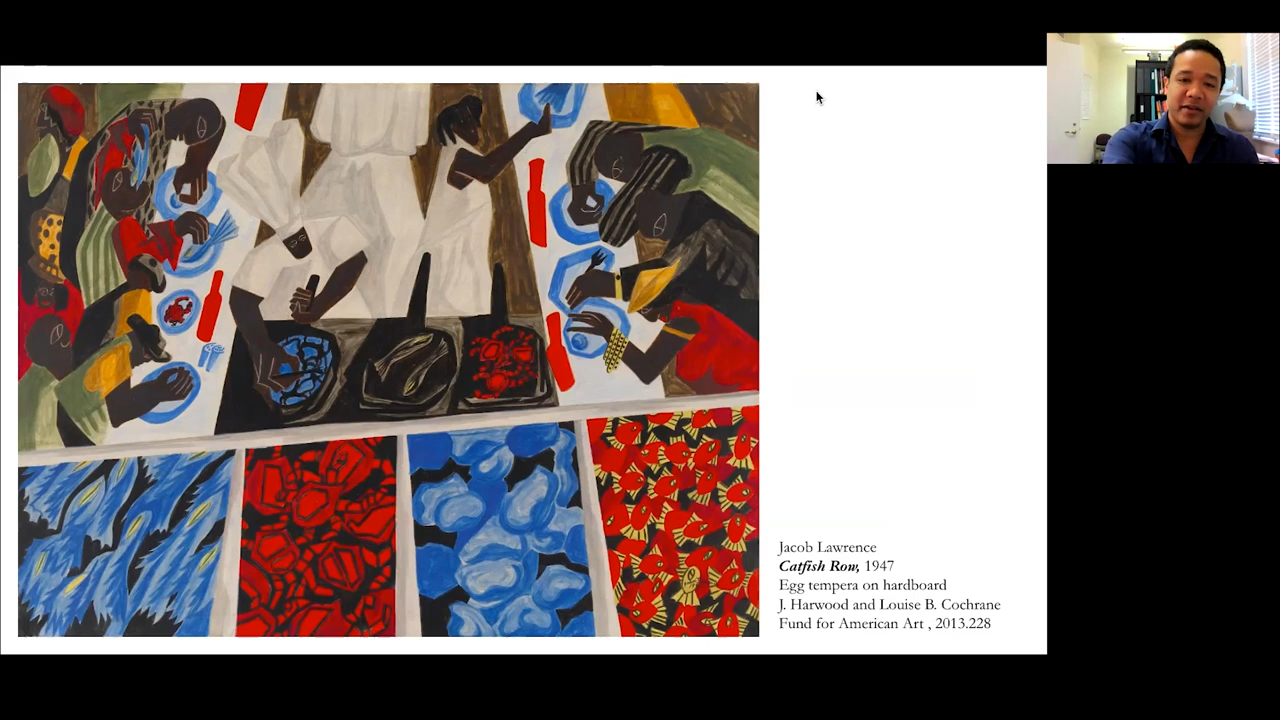 Jacob Lawrence
Catfish Row, 1947
Egg tempera on hardboard
J. Harwood and Louise B. Cochrane
Fund for American Art , 2013.228